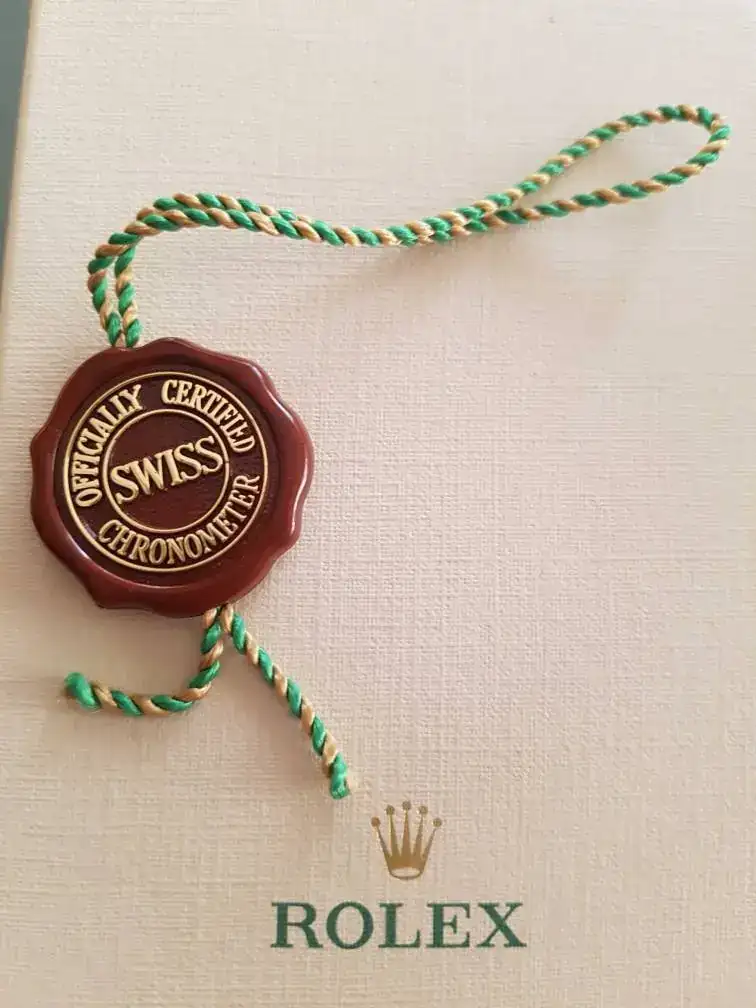 OFFICIALLY CERTIFIED
SWISS
CHRONOMETER
ROLEX